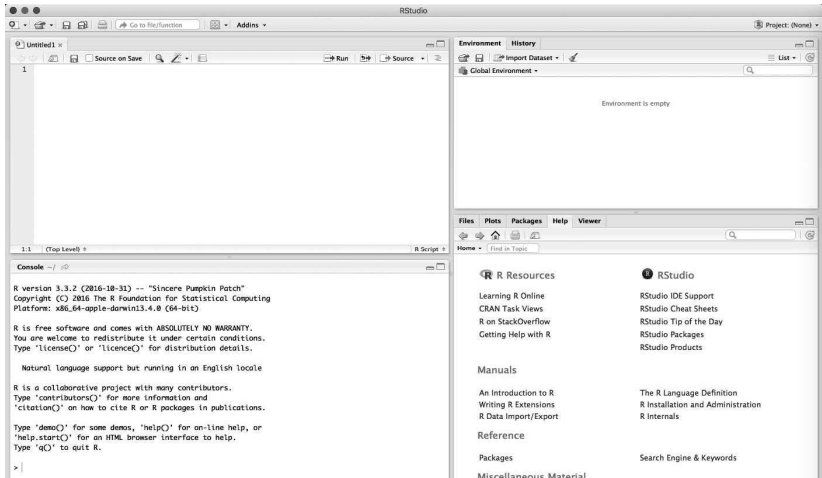 RStudio
Go to file/function
Addins
Project: (None)
Untitled1
Source on Save
Run
Source
1
1:1
(Top Level)
R Script
Console ~/
R version 3.3.2 (2016-10-31) -- "Sincere Pumpkin Patch"
Copyright (C) 2016 The R Foundation for Statistical Computing
Platform: x86_64-apple-darwin13.4.0 (64-bit)
R is free software and comes with ABSOLUTELY NO WARRANTY.
You are welcome to redistribute it under certain conditions.
Type 'license()' or 'licence()' for distribution details.
Natural language support but running in an English locale
R is a collaborative project with many contributors.
Type 'contributors()' for more information and
'citation()' on how to cite R or R packages in publications.
Type 'demo()' for some demos, 'help()' for on-line help, or
'help.start()' for an HTML browser interface to help.
Type 'q()' to quit R.
>
Environment History
Import Dataset
List
Global Environment
Environment is empty
Files Plots Packages Help Viewer
Home
Find in Topic
R Resources
Learning R Online
CRAN Task Views
R on StackOverflow
Getting Help with R
RStudio
RStudio IDE Support
RStudio Cheat Sheets
RStudio Tip of the Day
RStudio Packages
RStudio Products
Manuals
An Introduction to R
Writing R Extensions
R Data Import/Export
The R Language Definition
R Installation and Administration
R Internals
Reference
Packages
Search Engine & Keywords
Miscellaneous Material